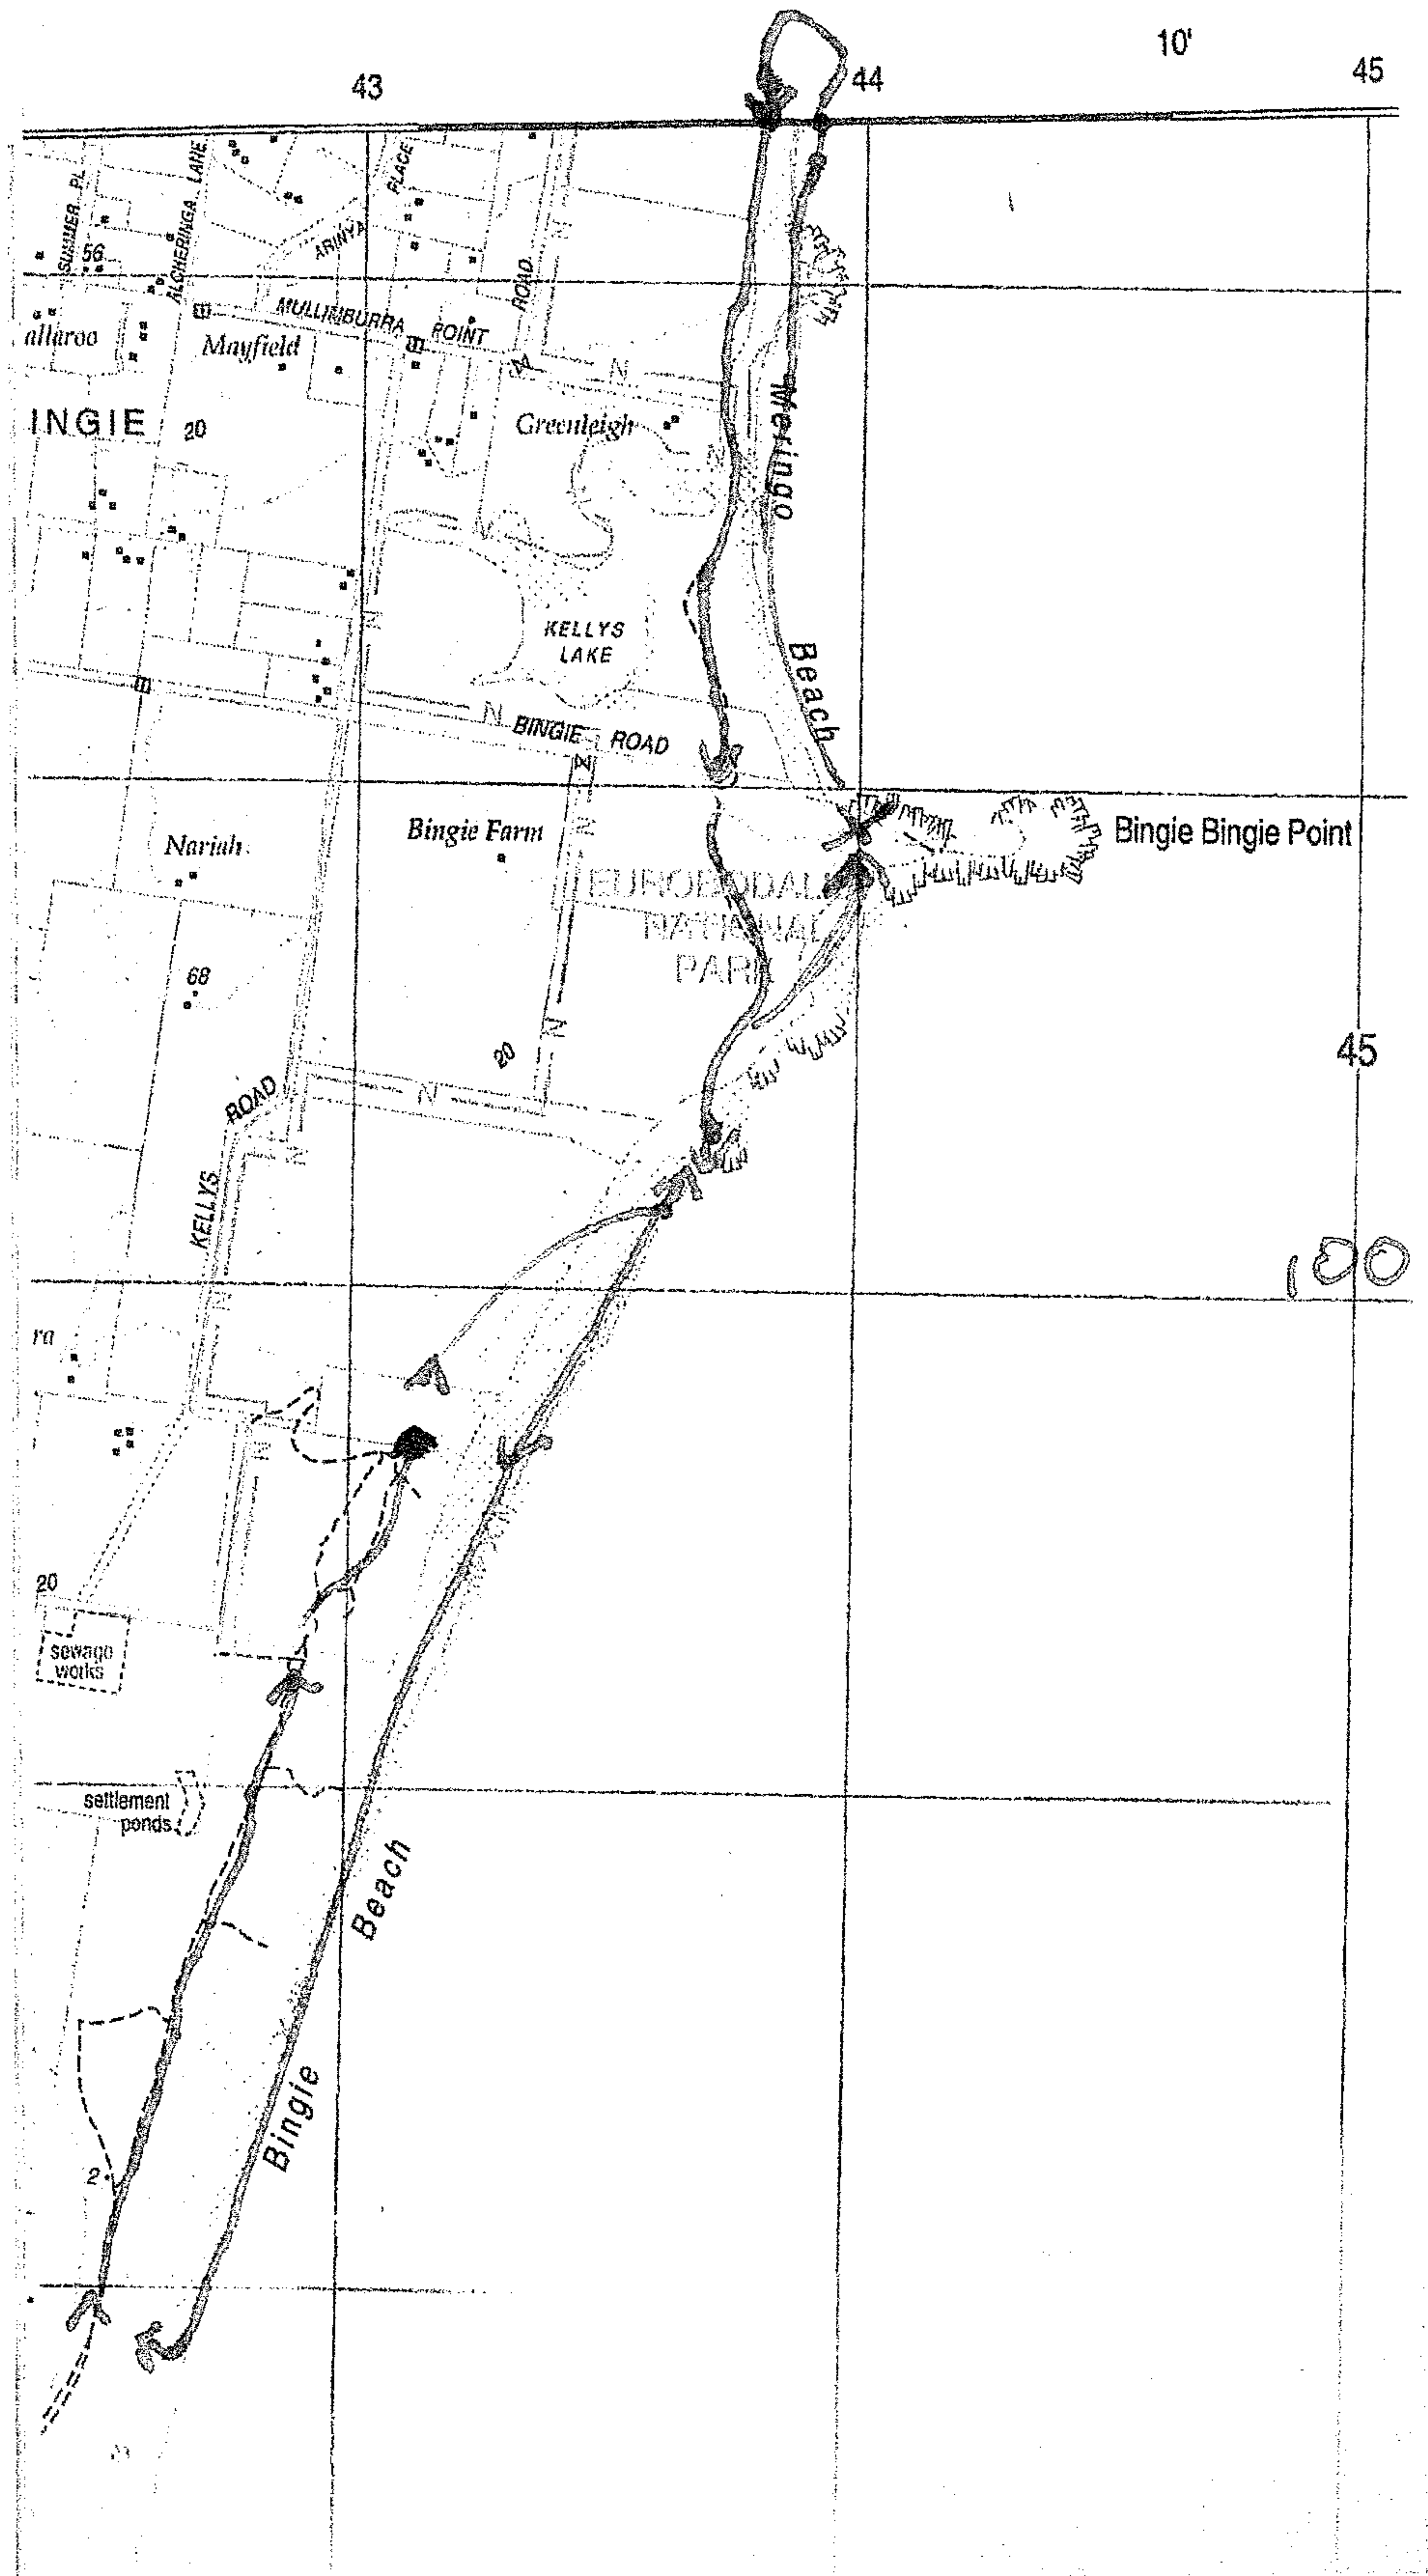 10'
43
44
45
SUMMER PL
ALCHERINGA LANE
PLACE
ARINYA
56
ROAD
MULLIMBURRA POINT
allaroo
Mayfield
INGIE
20
Greenleigh
Meringo
Beach
KELLYS
LAKE
BINGIE ROAD
Nariah
Bingie Farm
Bingie Bingie Point
EUROBODALLA
NATIONAL
PARK
68
20
45
KELLYS ROAD
100
ra
20
sewage
works
settlement
ponds
Bingie Beach
2